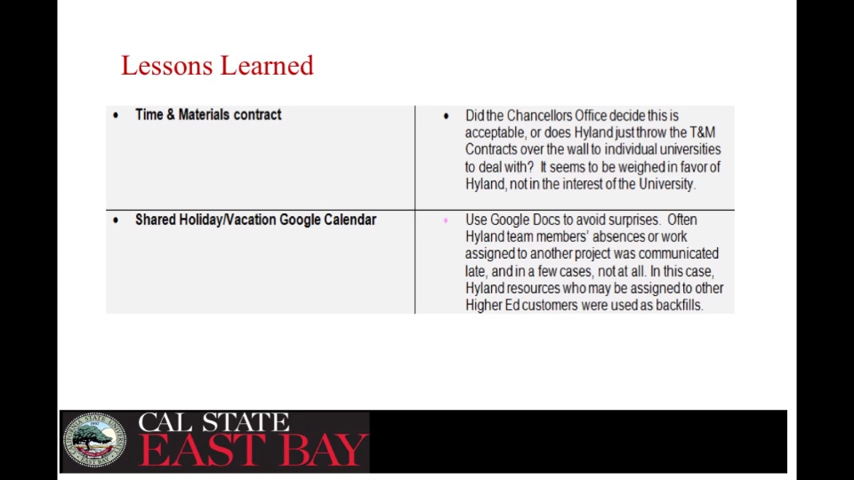 Lessons Learned
• Time & Materials contract
• Did the Chancellors Office decide this is
acceptable, or does Hyland just throw the T&M
Contracts over the wall to individual universities
to deal with? It seems to be weighed in favor of
Hyland, not in the interest of the University.
• Shared Holiday/Vacation Google Calendar
• Use Google Docs to avoid surprises. Often
Hyland team members' absences or work
assigned to another project was communicated
late, and in a few cases, not at all. In this case,
Hyland resources who may be assigned to other
Higher Ed customers were used as backfills.
CAL STATE
EAST BAY